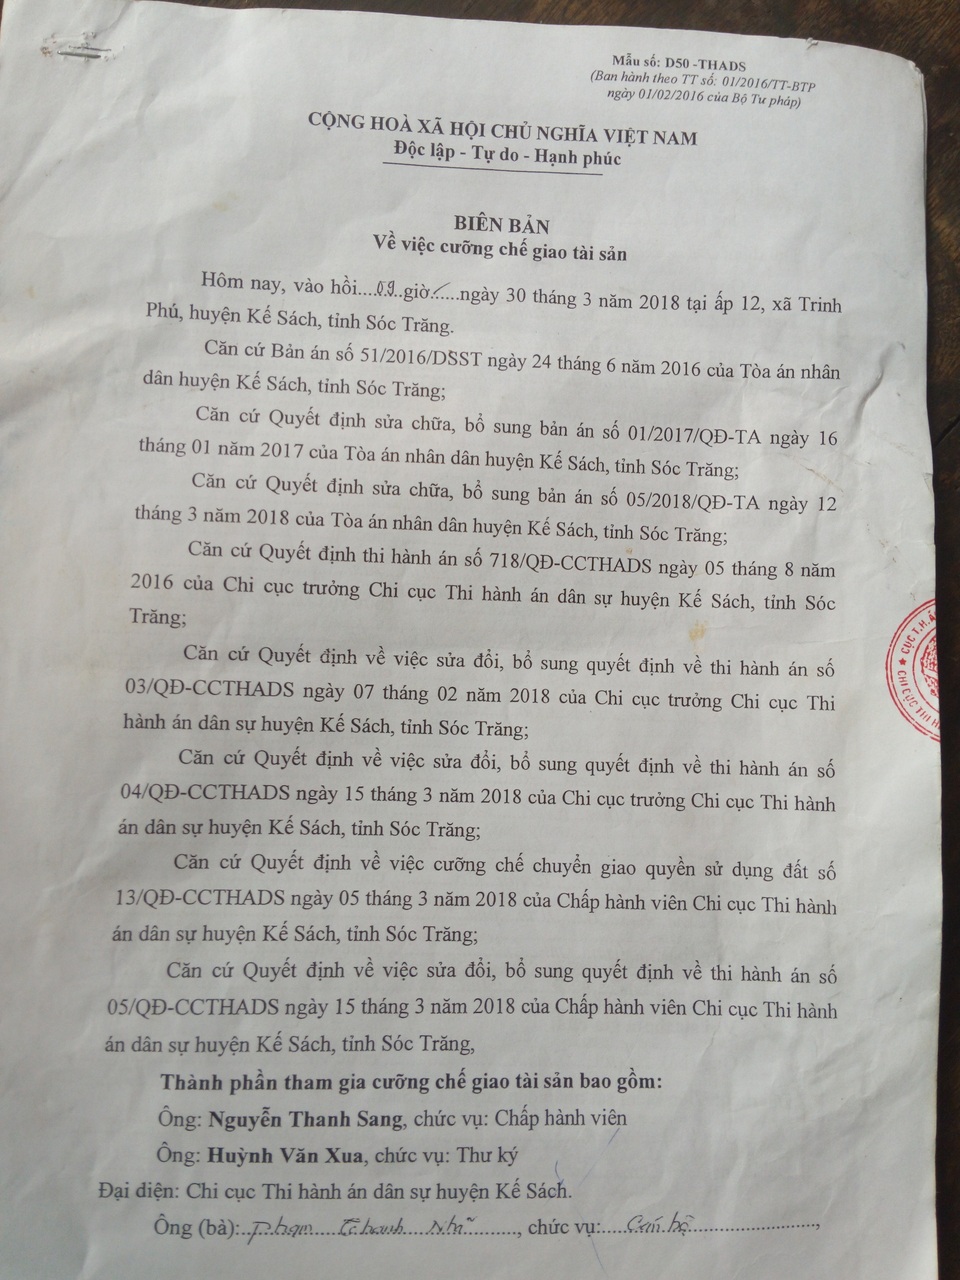 Mẫu số: D50 -THADS
(Ban hành theo TT số: 01/2016/TT-BTP
ngày 01/02/2016 của Bộ Tư pháp)
CỘNG HOÀ XÃ HỘI CHỦ NGHĨA VIỆT NAM
Độc lập - Tự do - Hạnh phúc
BIÊN BẢN
Về việc cưỡng chế giao tài sản
Hôm nay, vào hồi....09..giờ.....ngày 30 tháng 3 năm 2018 tại ấp 12, xã Trinh
Phú, huyện Kế Sách, tỉnh Sóc Trăng.
Căn cứ Bản án số 51/2016/DSST ngày 24 tháng 6 năm 2016 của Tòa án nhân
dân huyện Kế Sách, tỉnh Sóc Trăng;
Căn cứ Quyết định sửa chữa, bổ sung bản án số 01/2017/QĐ-TA ngày 16
tháng 01 năm 2017 của Tòa án nhân dân huyện Kế Sách, tỉnh Sóc Trăng;
Căn cứ Quyết định sửa chữa, bổ sung bản án số 05/2018/QĐ-TA ngày 12
tháng 3 năm 2018 của Tòa án nhân dân huyện Kế Sách, tỉnh Sóc Trăng;
Căn cứ Quyết định thi hành án số 718/QĐ-CCTHADS ngày 05 tháng 8 năm
2016 của Chi cục trưởng Chi cục Thi hành án dân sự huyện Kế Sách, tỉnh Sóc
Trăng;
Căn cứ Quyết định về việc sửa đổi, bổ sung quyết định về thi hành án số
03/QĐ-CCTHADS ngày 07 tháng 02 năm 2018 của Chi cục trưởng Chi cục Thi
hành án dân sự huyện Kế Sách, tỉnh Sóc Trăng;
Căn cứ Quyết định về việc sửa đổi, bổ sung quyết định về thi hành án số
04/QĐ-CCTHADS ngày 15 tháng 3 năm 2018 của Chi cục trưởng Chi cục Thi hành
án dân sự huyện Kế Sách, tỉnh Sóc Trăng;
Căn cứ Quyết định về việc cưỡng chế chuyển giao quyền sử dụng đất số
13/QĐ-CCTHADS ngày 05 tháng 3 năm 2018 của Chấp hành viên Chi cục Thi hành
án dân sự huyện Kế Sách, tỉnh Sóc Trăng;
Căn cứ Quyết định về việc sửa đổi, bổ sung quyết định về thi hành án số
05/QĐ-CCTHADS ngày 15 tháng 3 năm 2018 của Chấp hành viên Chi cục Thi hành
án dân sự huyện Kế Sách, tỉnh Sóc Trăng,
Thành phần tham gia cưỡng chế giao tài sản bao gồm:
Ông: Nguyễn Thanh Sang, chức vụ: Chấp hành viên
Ông: Huỳnh Văn Xua, chức vụ: Thư ký
Đại diện: Chi cục Thi hành án dân sự huyện Kế Sách.
Ông (bà):..Phạm.....Thanh....Nhã.........., chức vụ:.....Cán bộ......................,
CỤC T.H.Á
★ CHI CỤC THI H